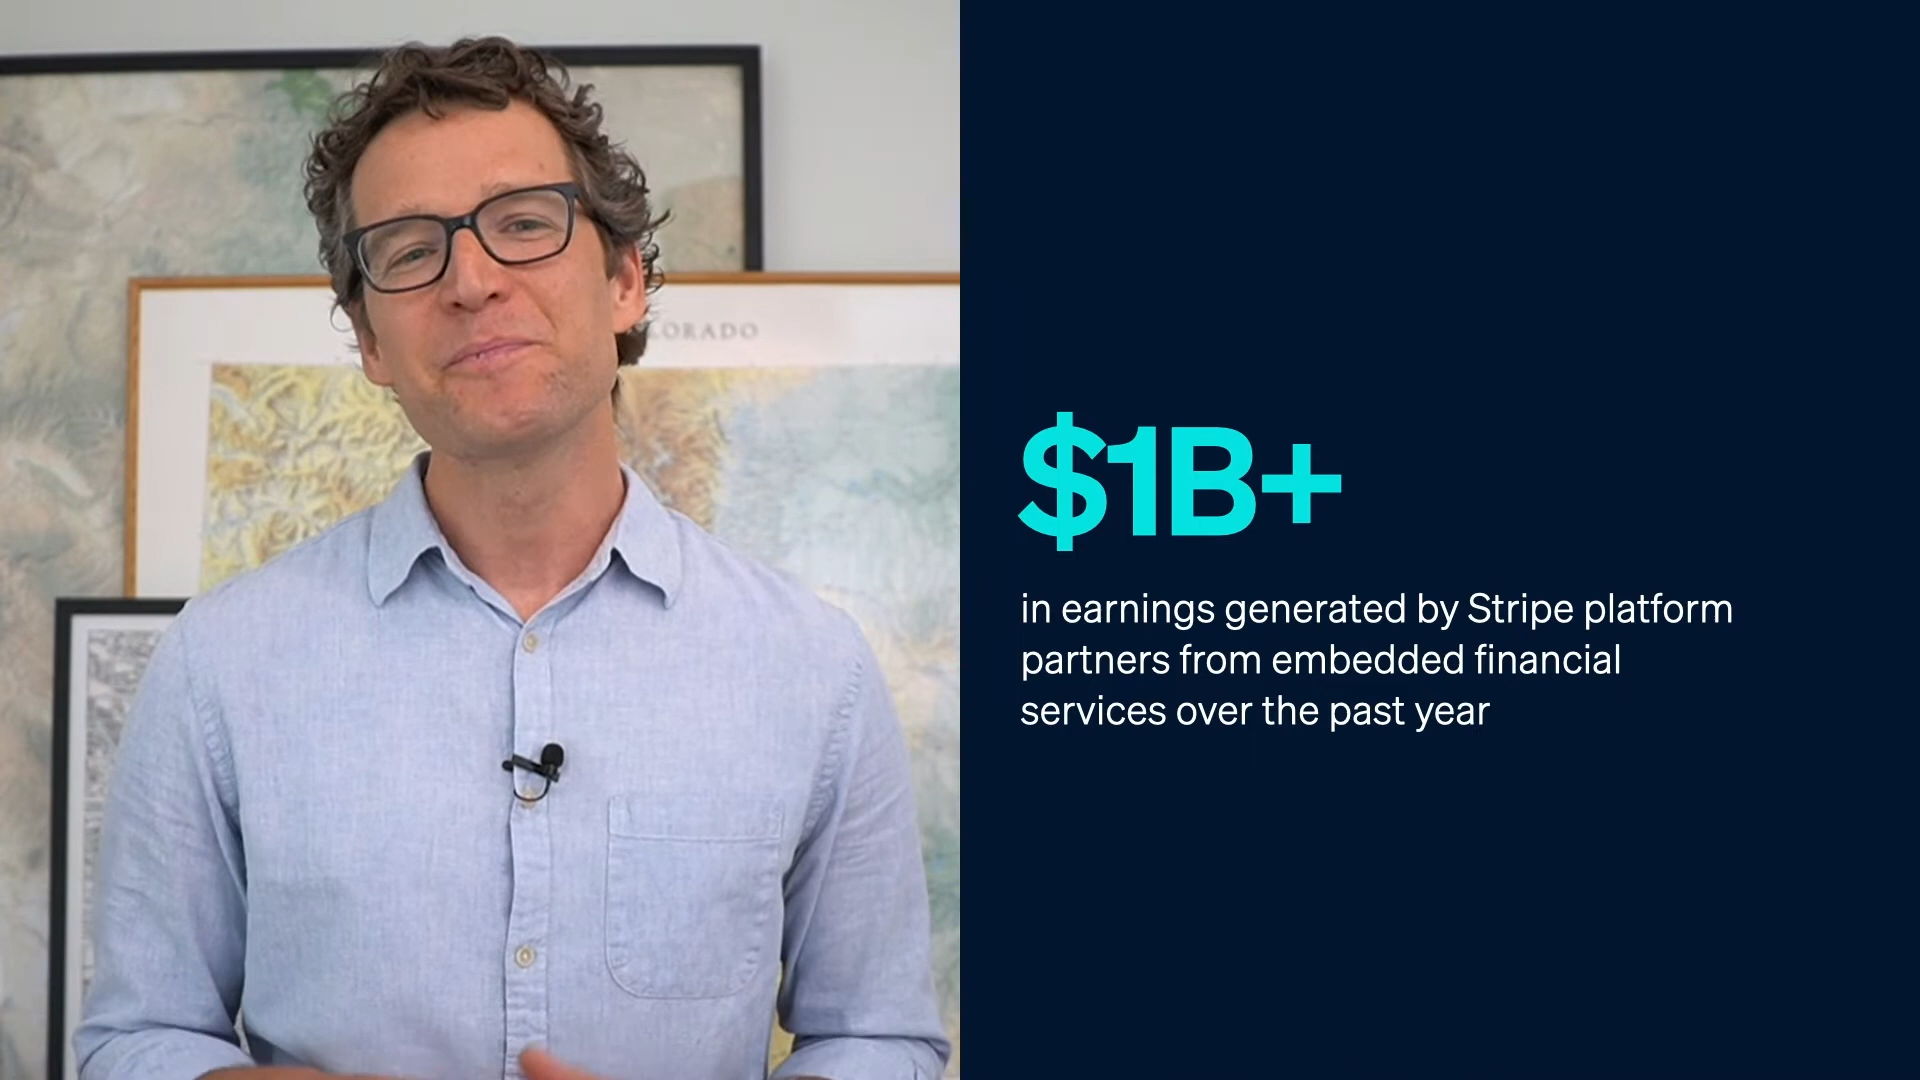 $1B+
in earnings generated by Stripe platform
partners from embedded financial
services over the past year